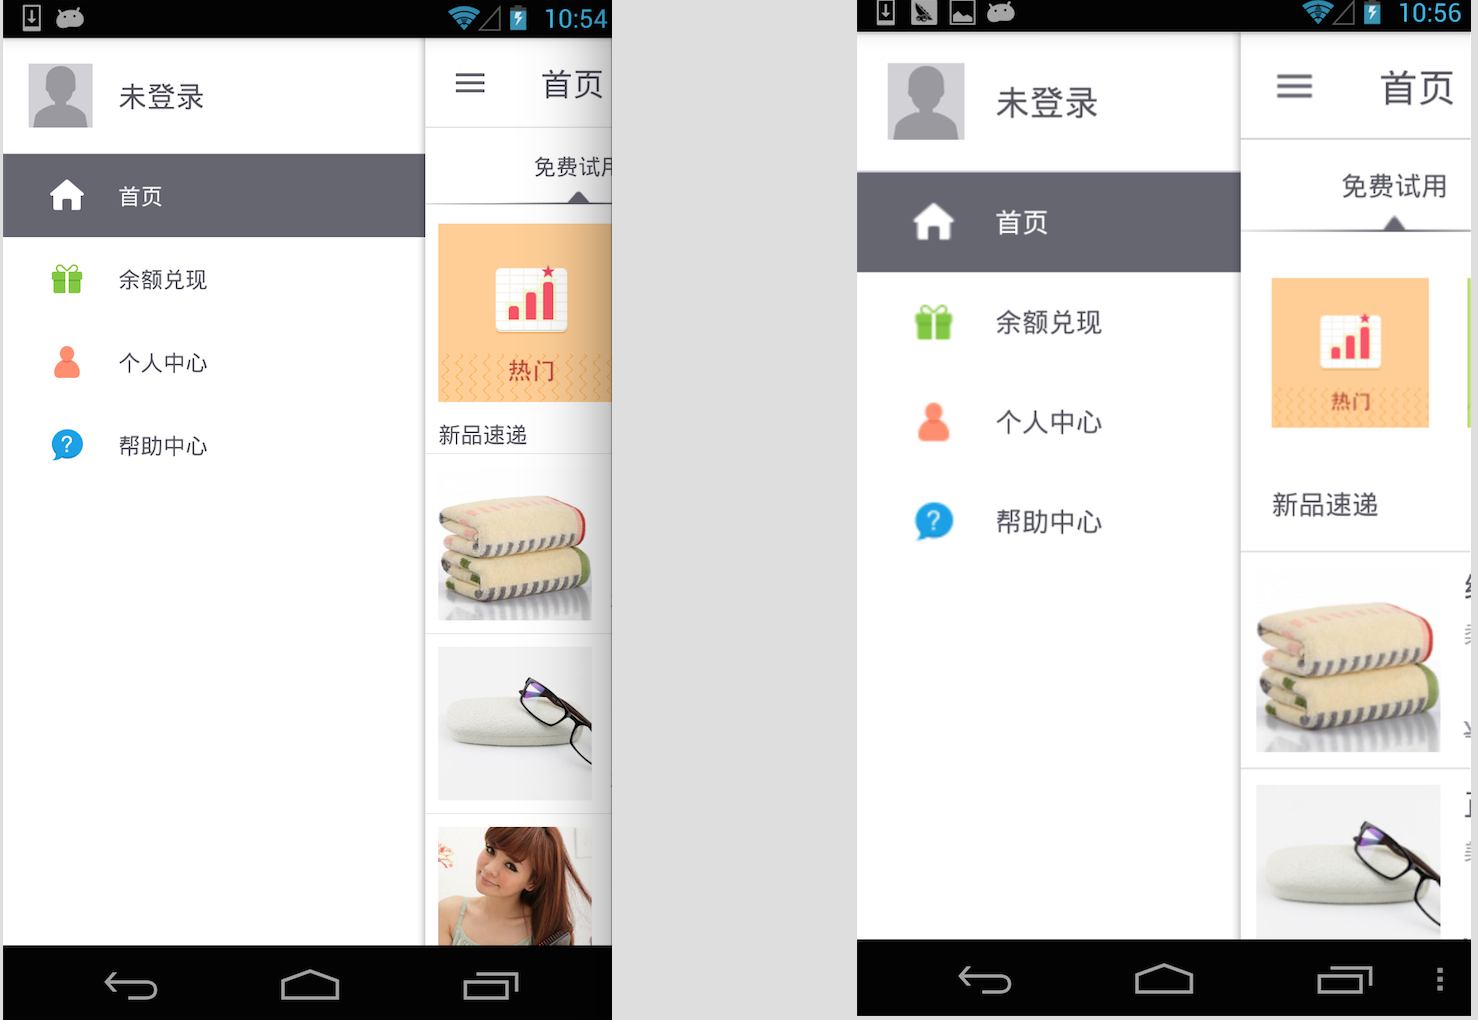 10:54
未登录
首页
首页
免费试用
余额兑现
热门
个人中心
新品速递
帮助中心
10:56
未登录
首页
免费试用
首页
余额兑现
热门
个人中心
新品速递
帮助中心